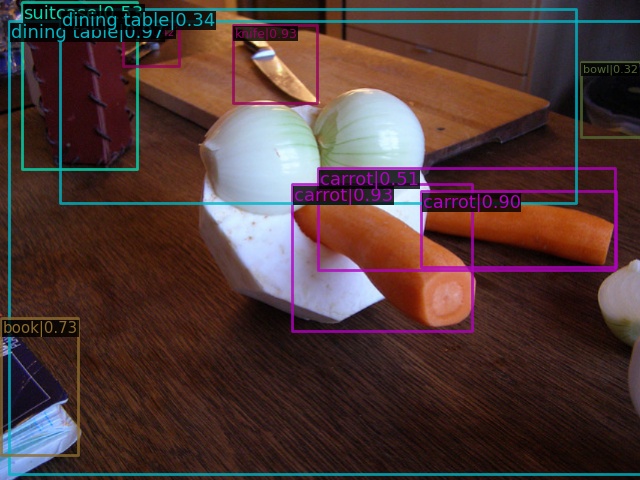 suitcase|0.53
dining table|0.34
dining table|0.97
knife|0.93
bowl|0.32
carrot|0.51
carrot|0.93
carrot|0.90
book|0.73